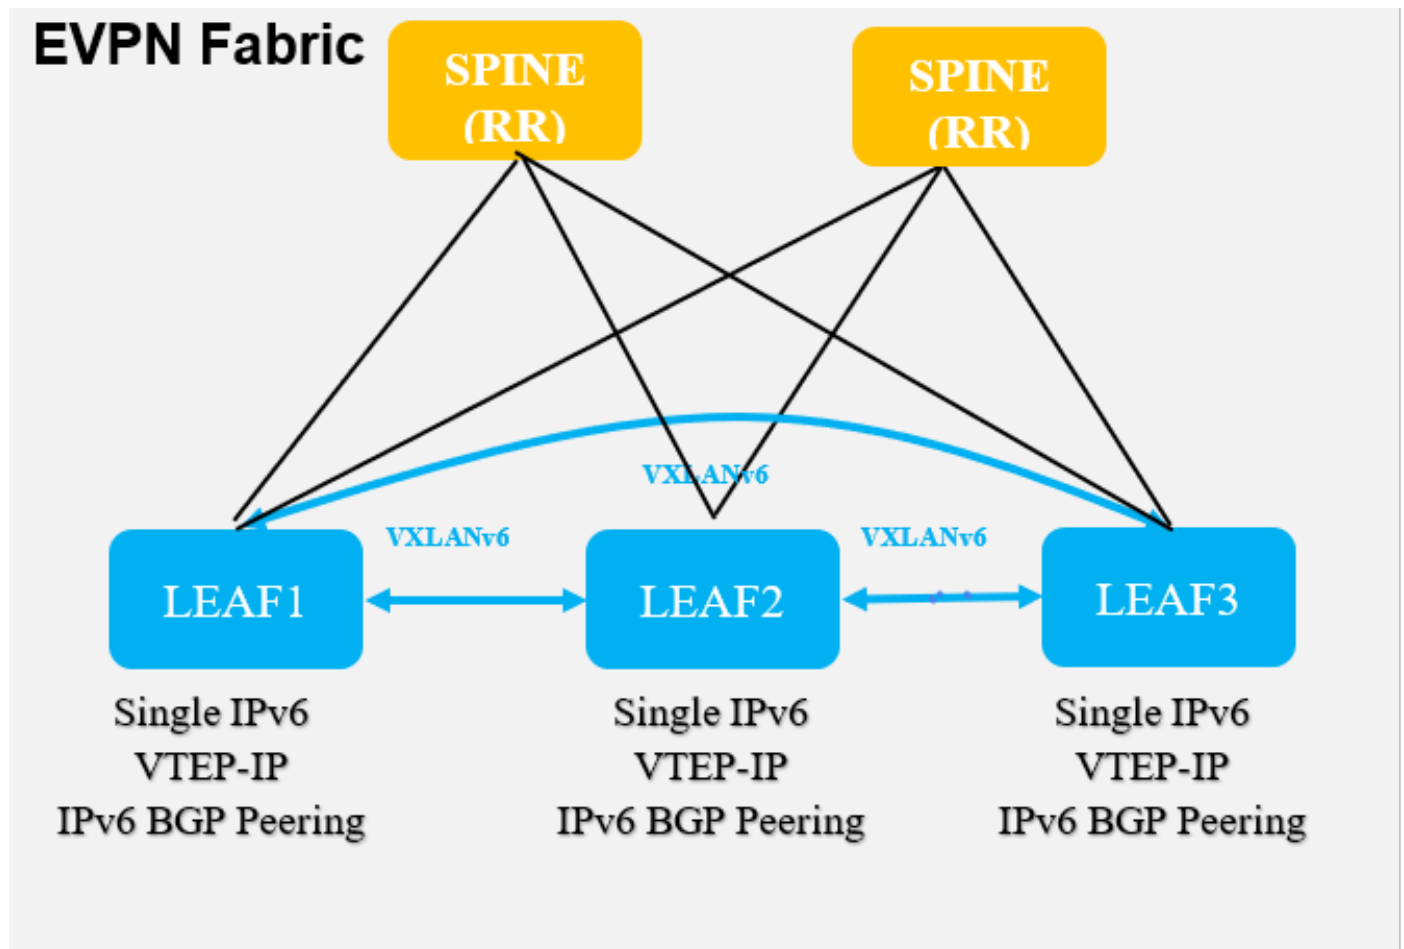 EVPN Fabric
SPINE
(RR)
SPINE
(RR)
VXLANv6
VXLANv6
VXLANv6
LEAF1
LEAF2
LEAF3
Single IPv6
VTEP-IP
IPv6 BGP Peering
Single IPv6
VTEP-IP
IPv6 BGP Peering
Single IPv6
VTEP-IP
IPv6 BGP Peering